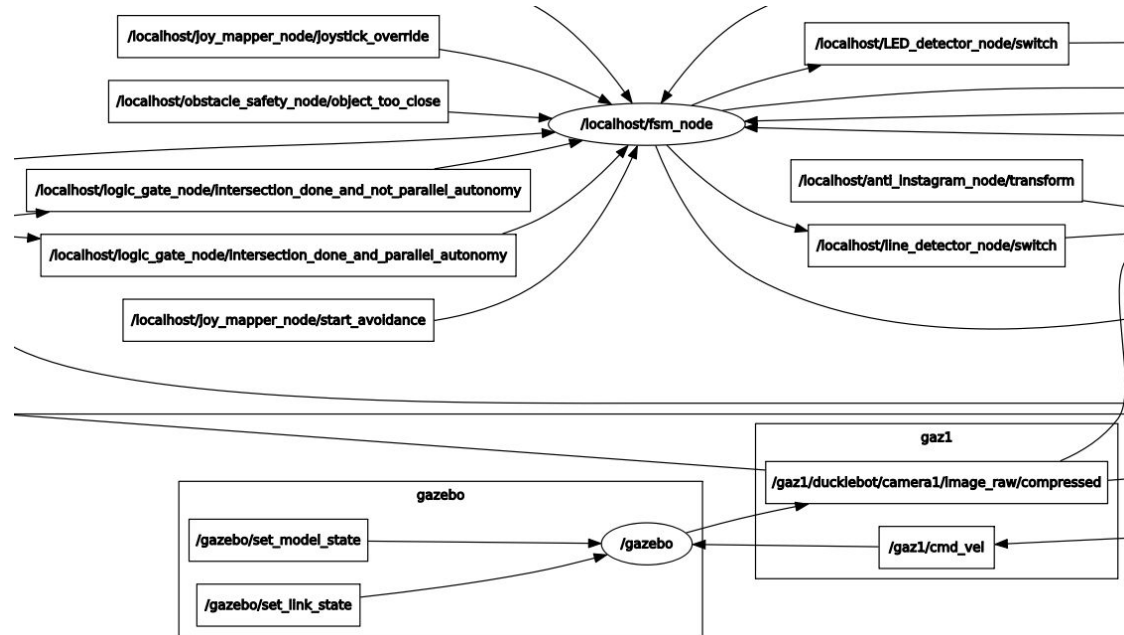 /localhost/joy_mapper_node/joystick_override
/localhost/LED_detector_node/switch
/localhost/obstacle_safety_node/object_too_close
/localhost/fsm_node
/localhost/logic_gate_node/intersection_done_and_not_parallel_autonomy
/localhost/anti_instagram_node/transform
/localhost/logic_gate_node/intersection_done_and_parallel_autonomy
/localhost/line_detector_node/switch
/localhost/joy_mapper_node/start_avoidance
gaz1
/gaz1/ducklebot/camera1/image_raw/compressed
gazebo
/gazebo/set_model_state
/gazebo
/gaz1/cmd_vel
/gazebo/set_link_state